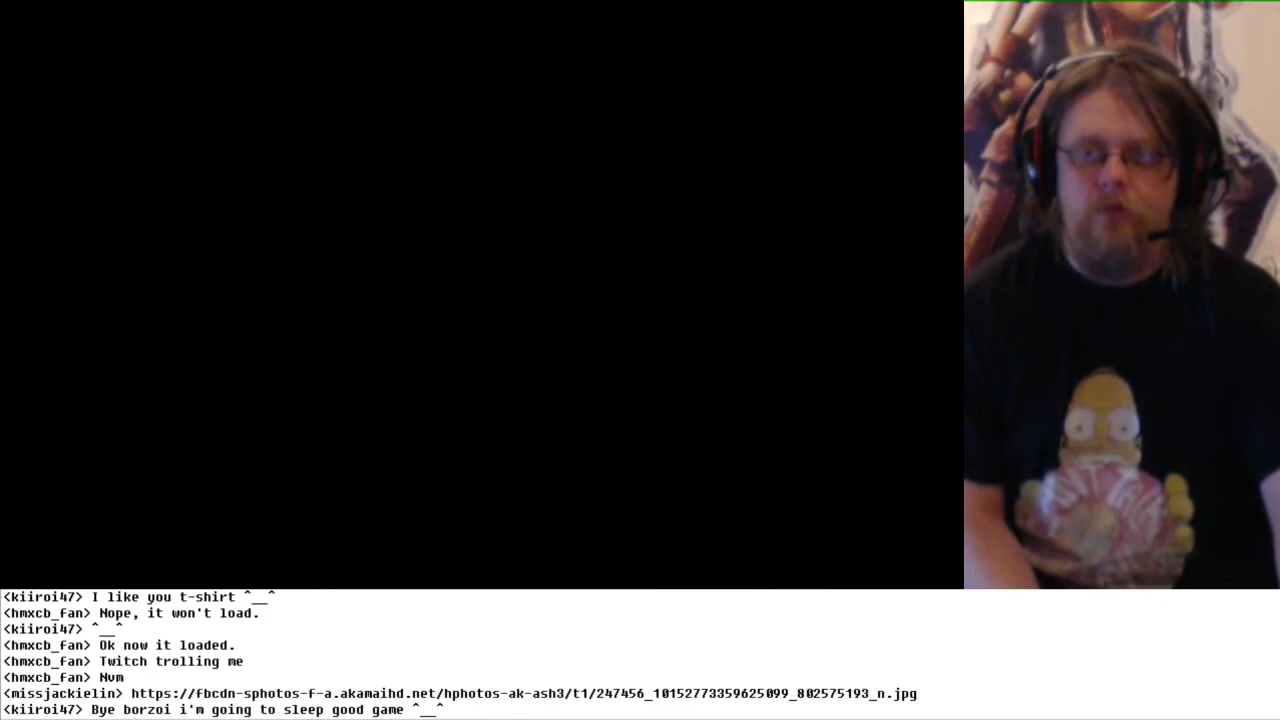 <kiiroi47> I like you t-shirt ^__^
<hmxcb_fan> Nope, it won't load.
<kiiroi47> ^__^
<hmxcb_fan> Ok now it loaded.
<hmxcb_fan> Twitch trolling me
<hmxcb_fan> Nvm
<missjackielin> https://fbcdn-sphotos-f-a.akamaihd.net/hphotos-ak-ash3/t1/247456_10152773359625099_802575193_n.jpg
<kiiroi47> Bye borzoi i'm going to sleep good game ^__^